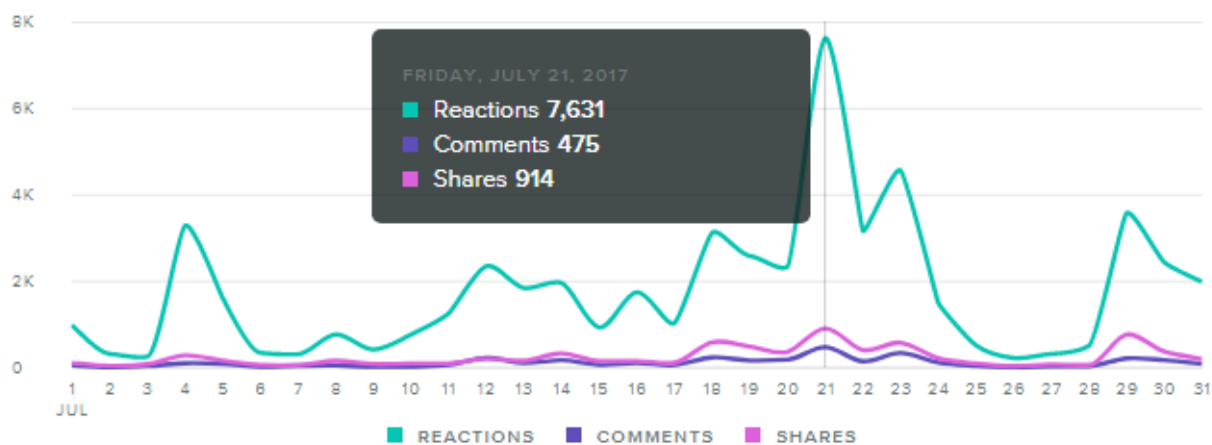 8K
FRIDAY, JULY 21, 2017
Reactions 7,631
Comments 475
Shares 914
6K
4K
2K
0
1 2 3 4 5 6 7 8 9 10 11 12 13 14 15 16 17 18 19 20 21 22 23 24 25 26 27 28 29 30 31
JUL
REACTIONS COMMENTS SHARES